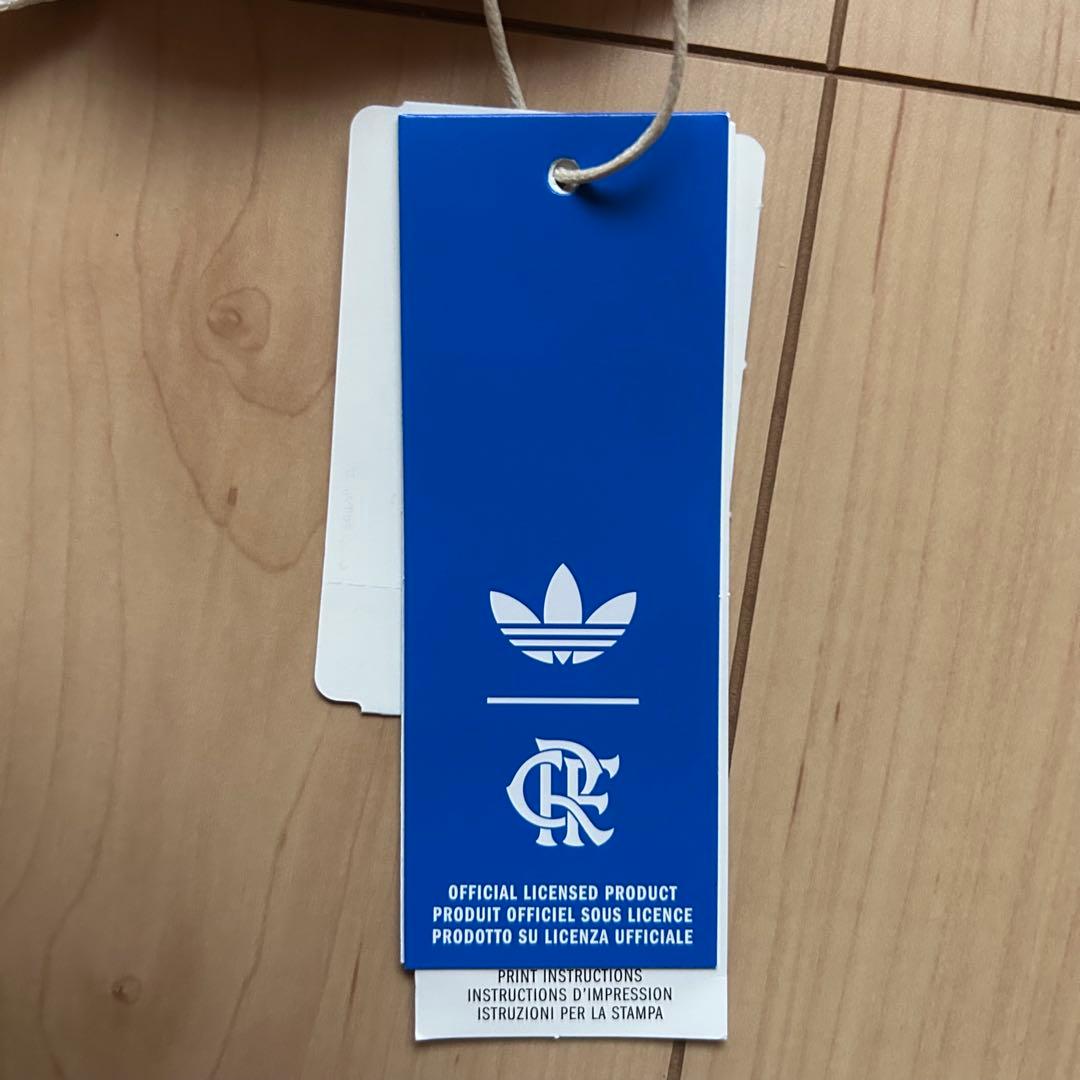 CRF
OFFICIAL LICENSED PRODUCT
PRODUIT OFFICIEL SOUS LICENCE
PRODOTTO SU LICENZA UFFICIALE
PRINT INSTRUCTIONS
INSTRUCTIONS D'IMPRESSION
ISTRUZIONI PER LA STAMPA